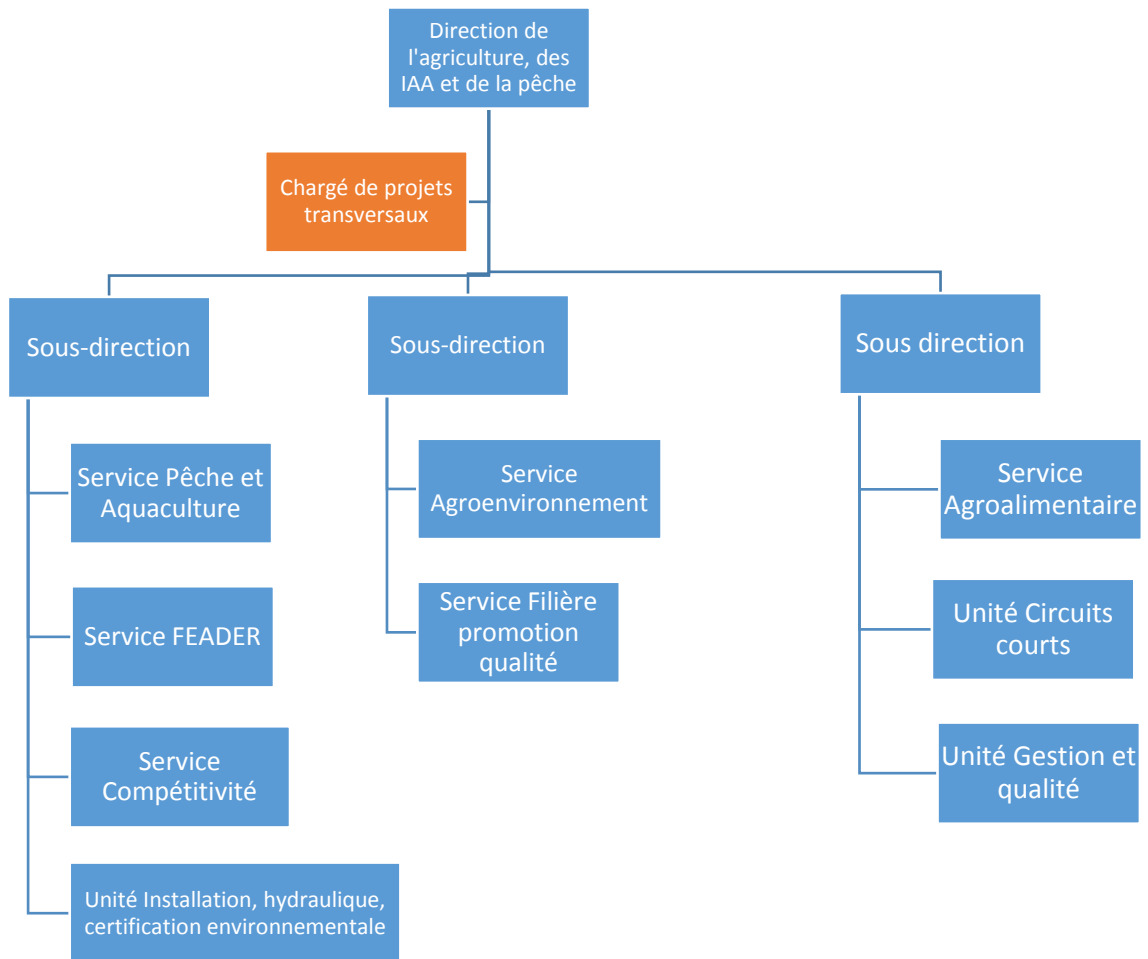 Direction de
l'agriculture, des
IAA et de la pêche
Chargé de projets
transversaux
Sous-direction
Sous-direction
Sous direction
Service Pêche et
Aquaculture
Service FEADER
Service
Compétitivité
Unité Installation, hydraulique,
certification environnementale
Service
Agroenvironnement
Service Filière
promotion
qualité
Service
Agroalimentaire
Unité Circuits
courts
Unité Gestion et
qualité